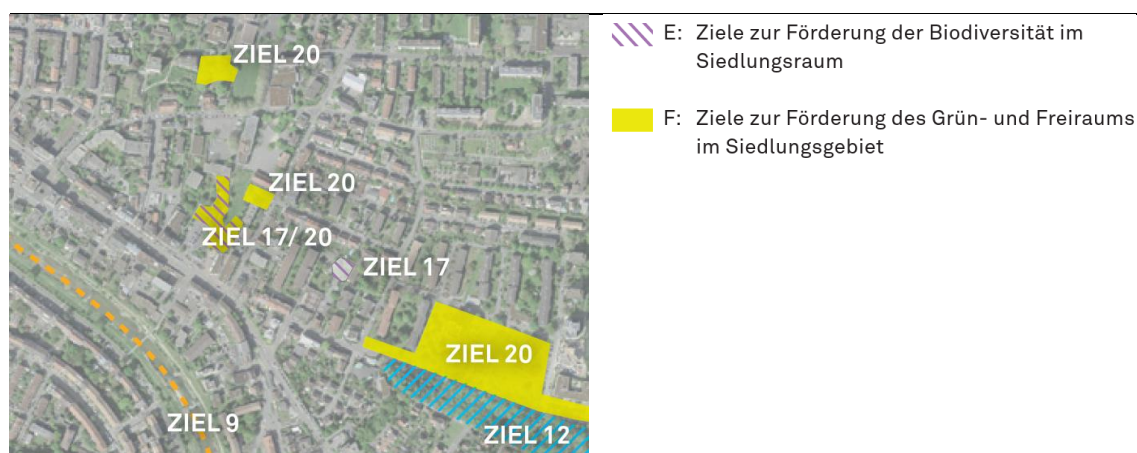 ZIEL 20
ZIEL 20
ZIEL 17/ 20
ZIEL 17
ZIEL 20
ZIEL 9
ZIEL 12
E: Ziele zur Förderung der Biodiversität im
Siedlungsraum
F: Ziele zur Förderung des Grün- und Freiraums
im Siedlungsgebiet